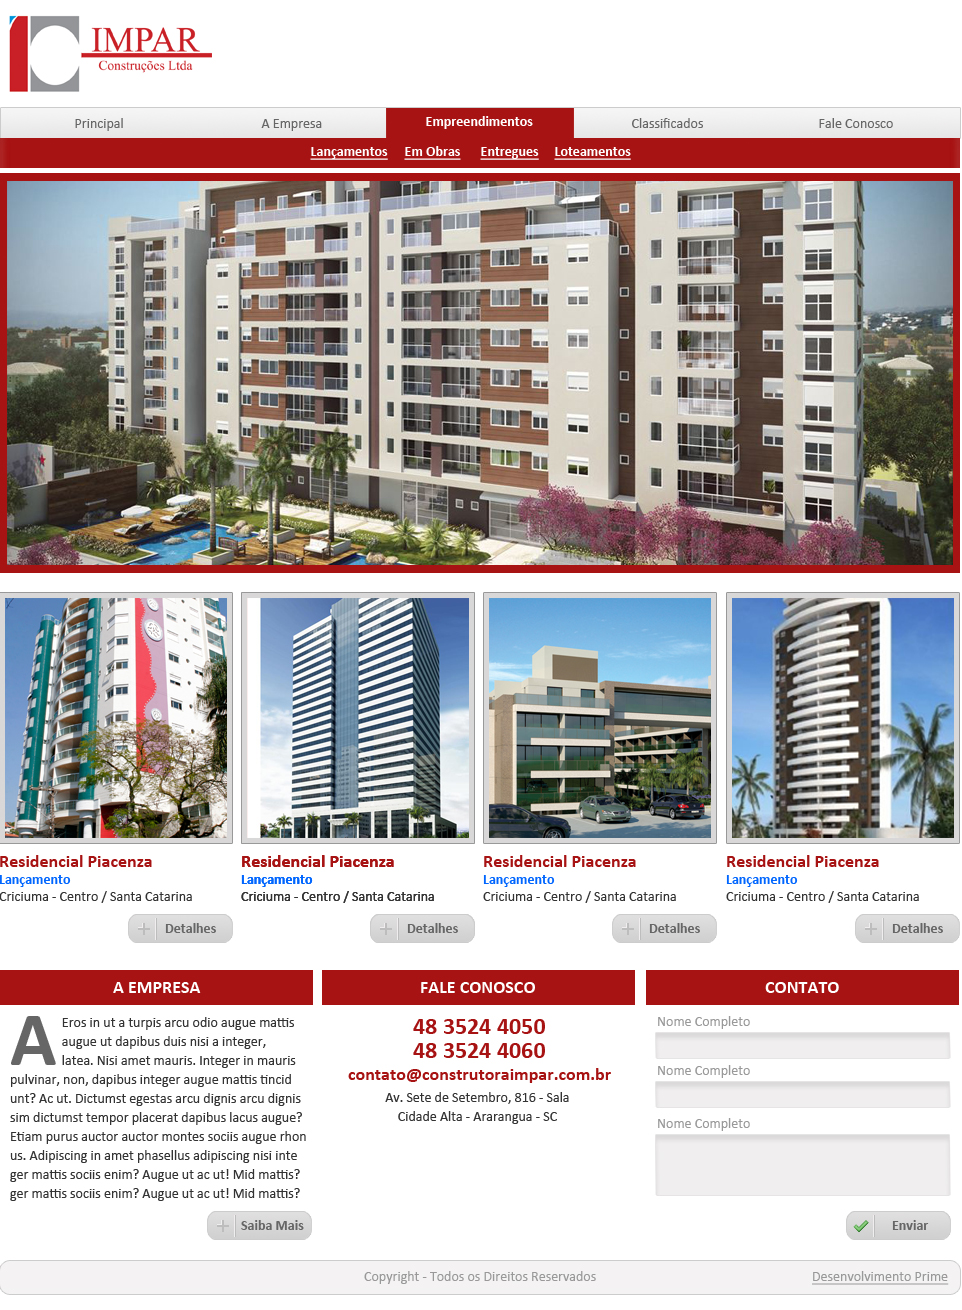 IMPAR
Construções Ltda
Principal
A Empresa
Empreendimentos
Classificados
Fale Conosco
Lançamentos
Em Obras
Entregues
Loteamentos
Residencial Piacenza
Lançamento
Criciuma - Centro / Santa Catarina
Detalhes
Residencial Piacenza
Lançamento
Criciuma - Centro / Santa Catarina
Detalhes
Residencial Piacenza
Lançamento
Criciuma - Centro / Santa Catarina
Detalhes
Residencial Piacenza
Lançamento
Criciuma - Centro / Santa Catarina
Detalhes
A EMPRESA
A Eros in ut a turpis arcu odio augue mattis
augue ut dapibus duis nisi a integer,
latea. Nisi amet mauris. Integer in mauris
pulvinar, non, dapibus integer augue mattis tincid
unt? Ac ut. Dictumst egestas arcu dignis arcu dignis
sim dictumst tempor placerat dapibus lacus augue?
Etiam purus auctor auctor montes sociis augue rhon
us. Adipiscing in amet phasellus adipiscing nisi inte
ger mattis sociis enim? Augue ut ac ut! Mid mattis?
ger mattis sociis enim? Augue ut ac ut! Mid mattis?
Saiba Mais
FALE CONOSCO
48 3524 4050
48 3524 4060
contato@construtoraimpar.com.br
Av. Sete de Setembro, 816 - Sala
Cidade Alta - Ararangua - SC
CONTATO
Nome Completo
Nome Completo
Nome Completo
Enviar
Copyright - Todos os Direitos Reservados
Desenvolvimento Prime